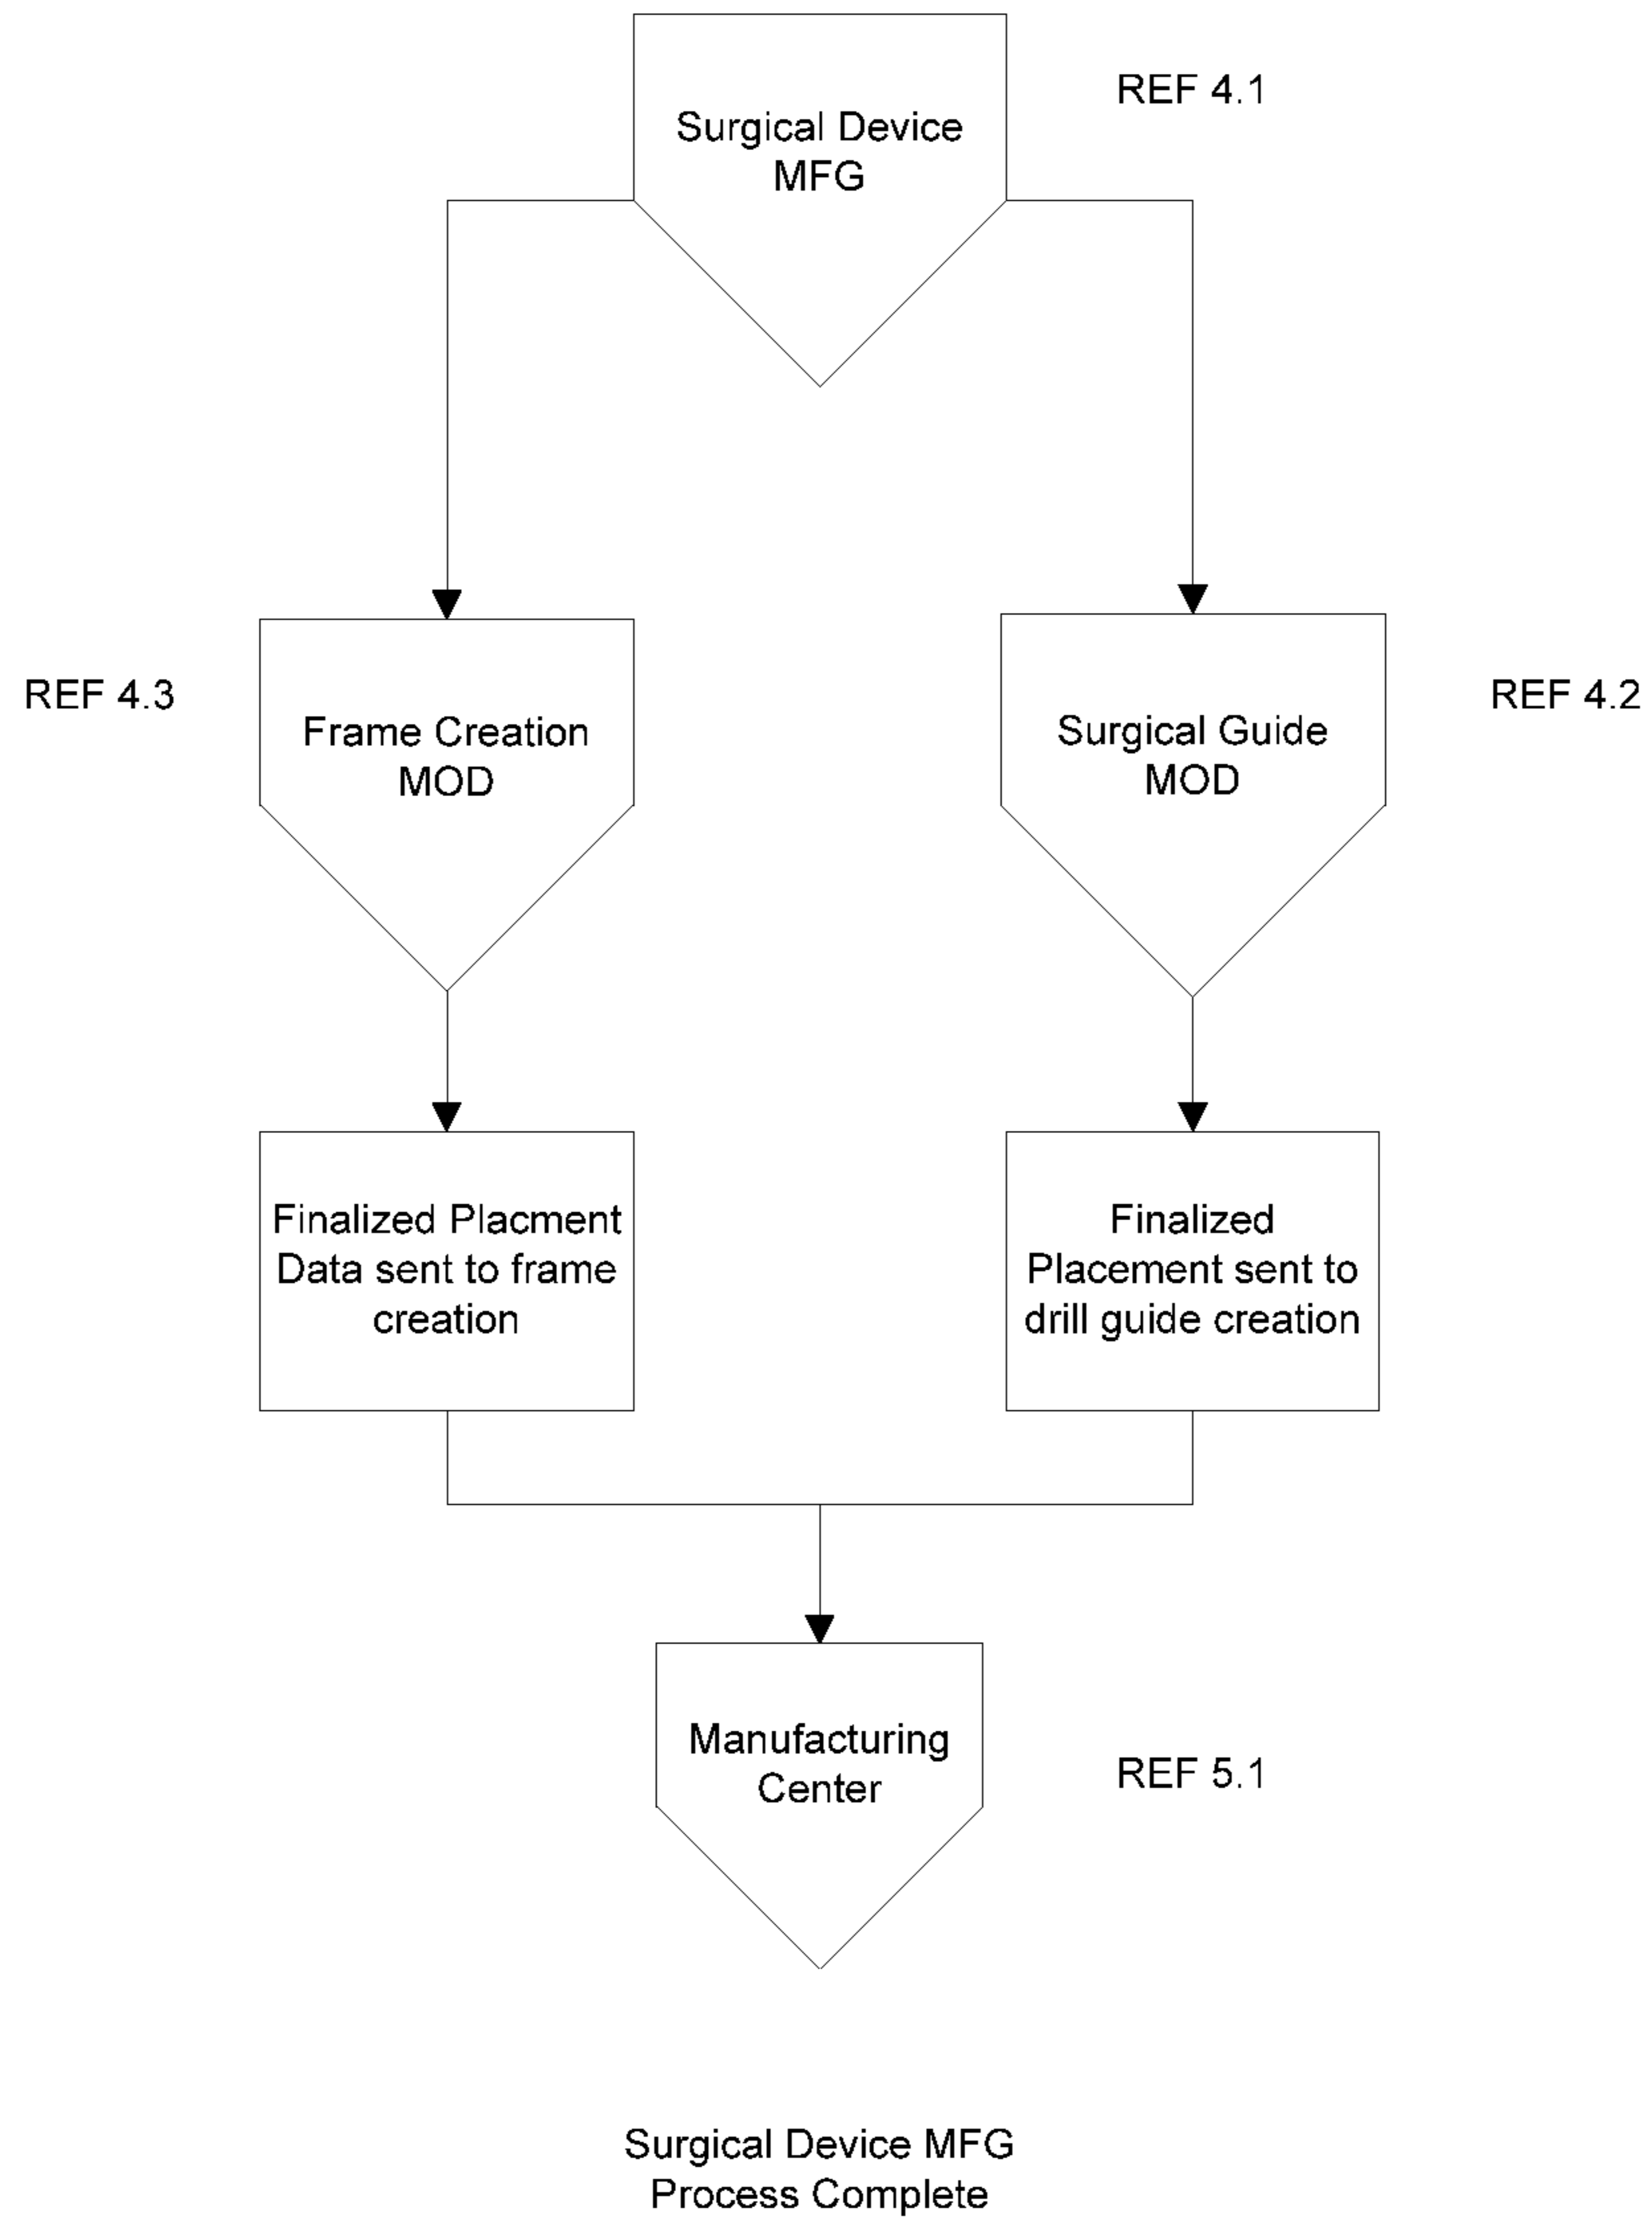 Surgical Device
MFG
REF 4.1
REF 4.3
Frame Creation
MOD
Surgical Guide
MOD
REF 4.2
Finalized Placment
Data sent to frame
creation
Finalized
Placement sent to
drill guide creation
Manufacturing
Center
REF 5.1
Surgical Device MFG
Process Complete